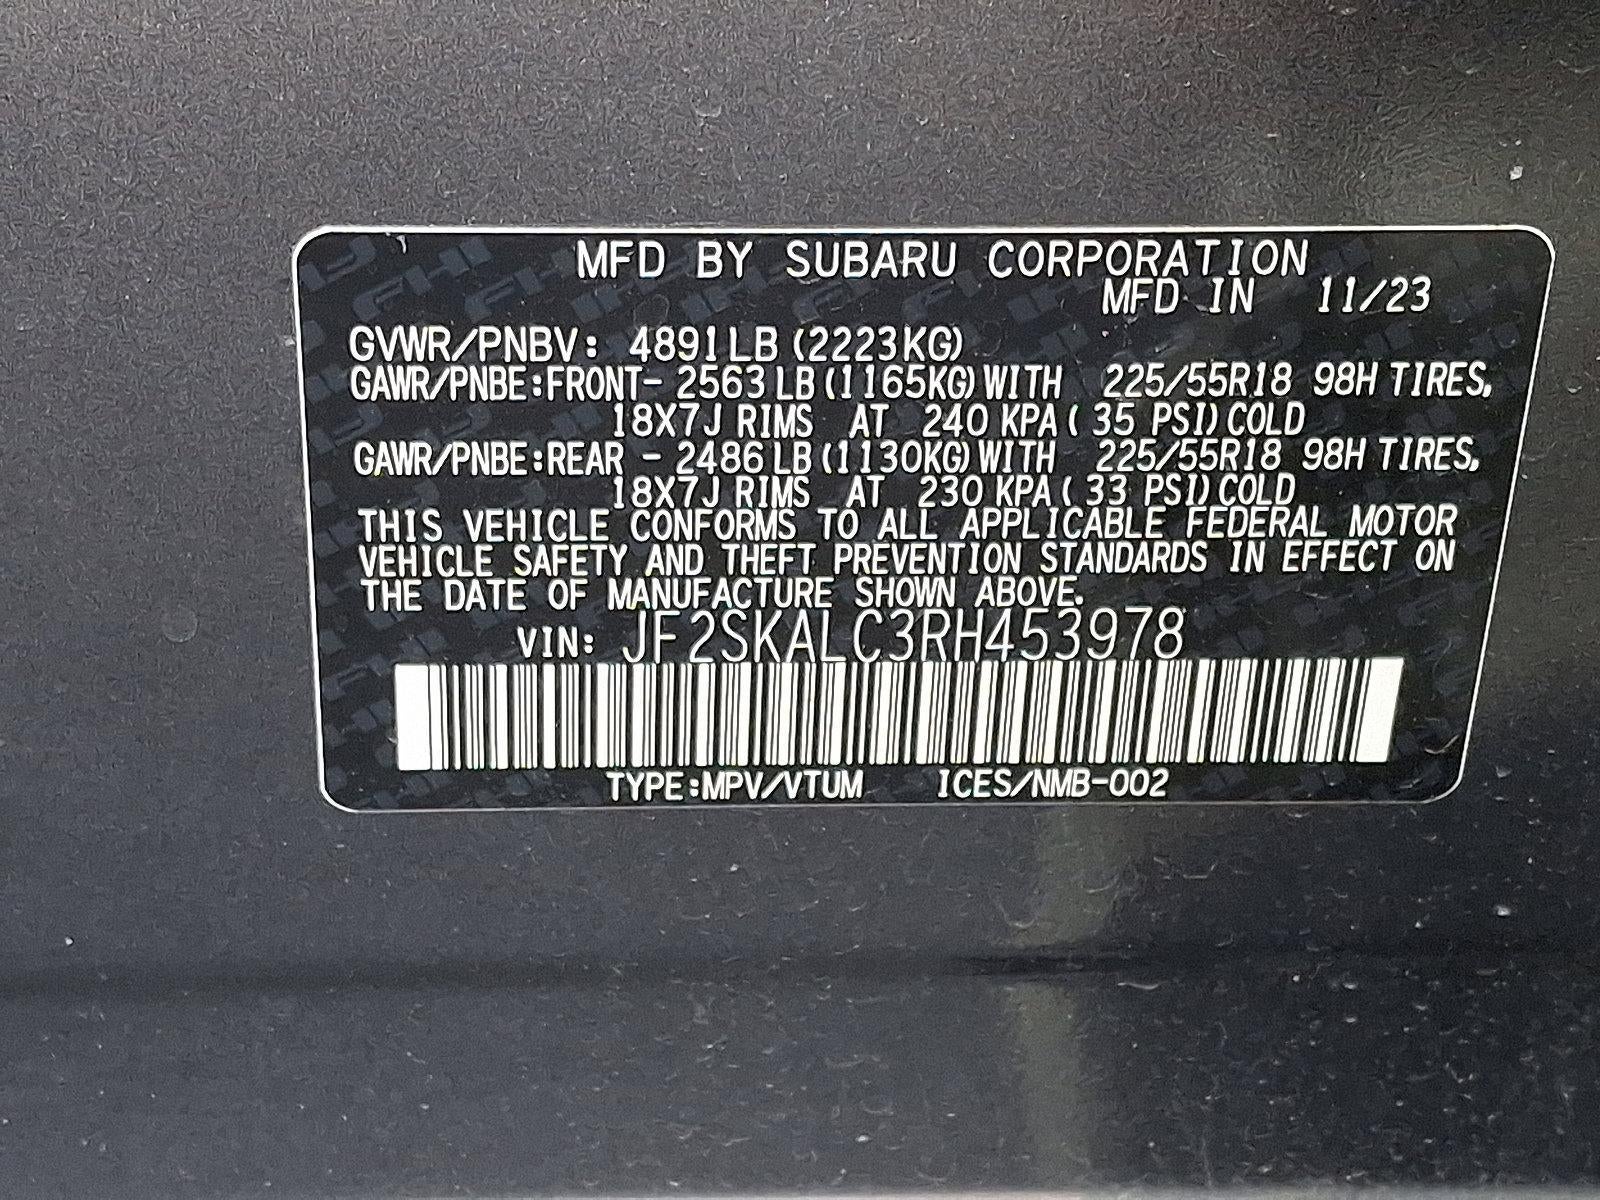 MFD BY SUBARU CORPORATION
MFD IN 11/23
GVWR/PNBV: 4891LB (2223KG)
GAWR/PNBE:FRONT- 2563 LB (1165KG) WITH 225/55R18 98H TIRES,
18X7J RIMS AT 240 KPA ( 35 PSI) COLD
GAWR/PNBE:REAR - 2486 LB (1130KG) WITH 225/55R18 98H TIRES,
18X7J RIMS AT 230 KPA ( 33 PSI) COLD
THIS VEHICLE CONFORMS TO ALL APPLICABLE FEDERAL MOTOR
VEHICLE SAFETY AND THEFT PREVENTION STANDARDS IN EFFECT ON
THE DATE OF MANUFACTURE SHOWN ABOVE.
VIN: JF2SKALC3RH453978
TYPE:MPV/VTUM ICES/NMB-002